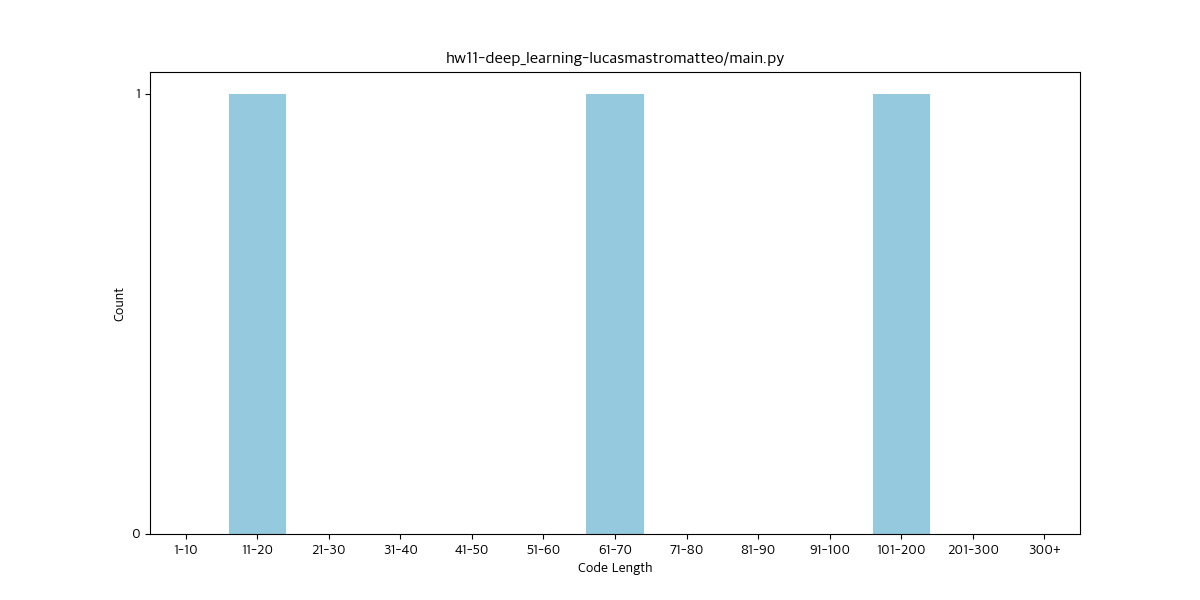 hw11-deep_learning-lucasmastromatteo/main.py
1
Count
0
1-10 11-20 21-30 31-40 41-50 51-60 61-70 71-80 81-90 91-100 101-200 201-300 300+
Code Length